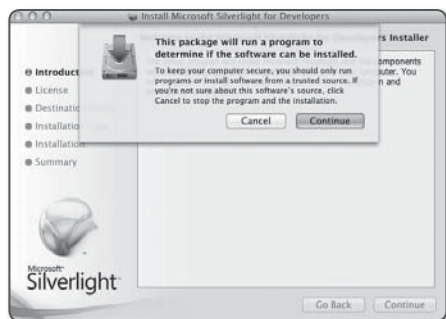 Install Microsoft Silverlight for Developers
rs Installer
This package will run a program to
determine if the software can be installed.
To keep your computer secure, you should only run
programs or install software from a trusted source. If
you're not sure about this software's source, click
Cancel to stop the program and the installation.
Cancel
Continue
omponents
You
and
Introduct
License
Destinatio
Installatio
Installation
Summary
Microsoft
Silverlight
Go Back
Continue